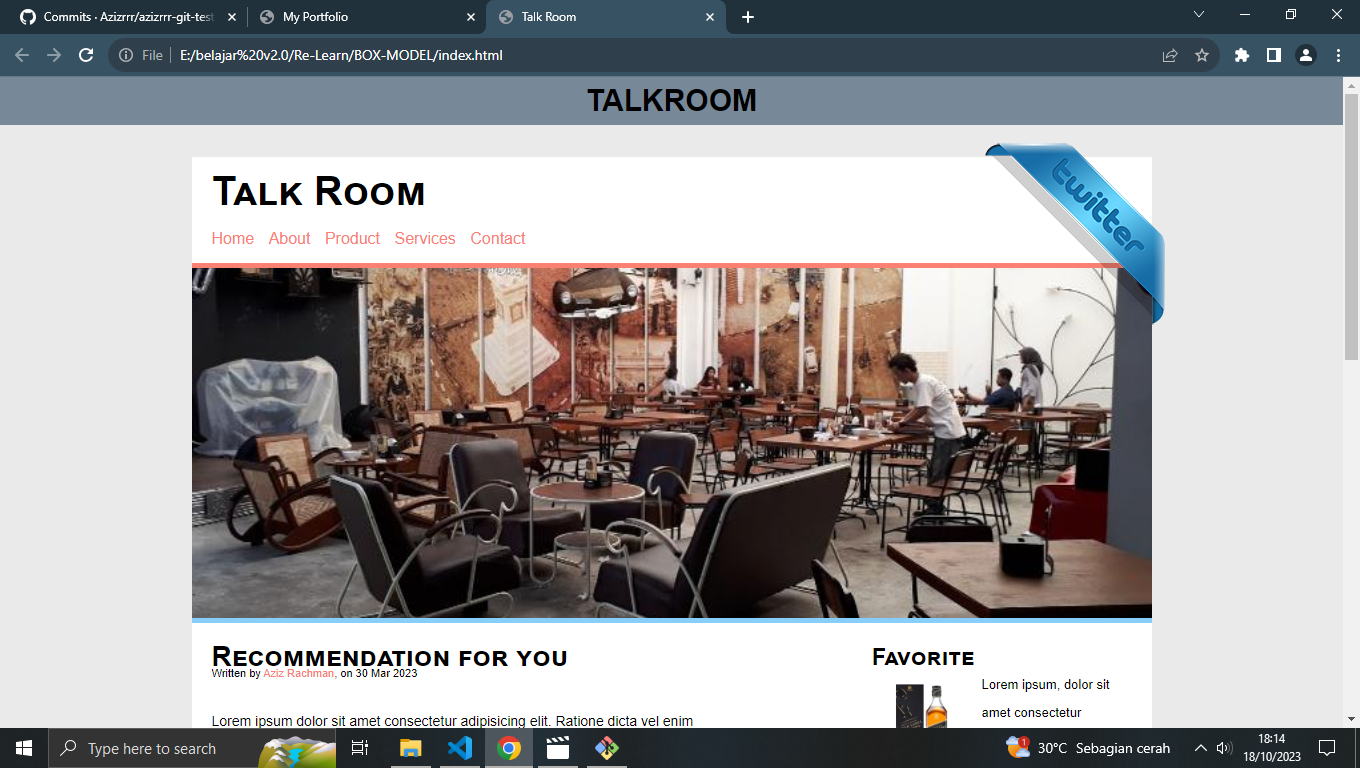 Commits · Azizrrr/azizrrr-git-test
My Portfolio
Talk Room
File
E:/belajar%20v2.0/Re-Learn/BOX-MODEL/index.html
TALKROOM
twitter
Talk Room
Home About Product Services Contact
Recommendation for you
Written by Aziz Rachman, on 30 Mar 2023
Lorem ipsum dolor sit amet consectetur adipisicing elit. Ratione dicta vel enim
Favorite
Lorem ipsum, dolor sit
amet consectetur
Type here to search
1
30°C Sebagian cerah
18:14
18/10/2023